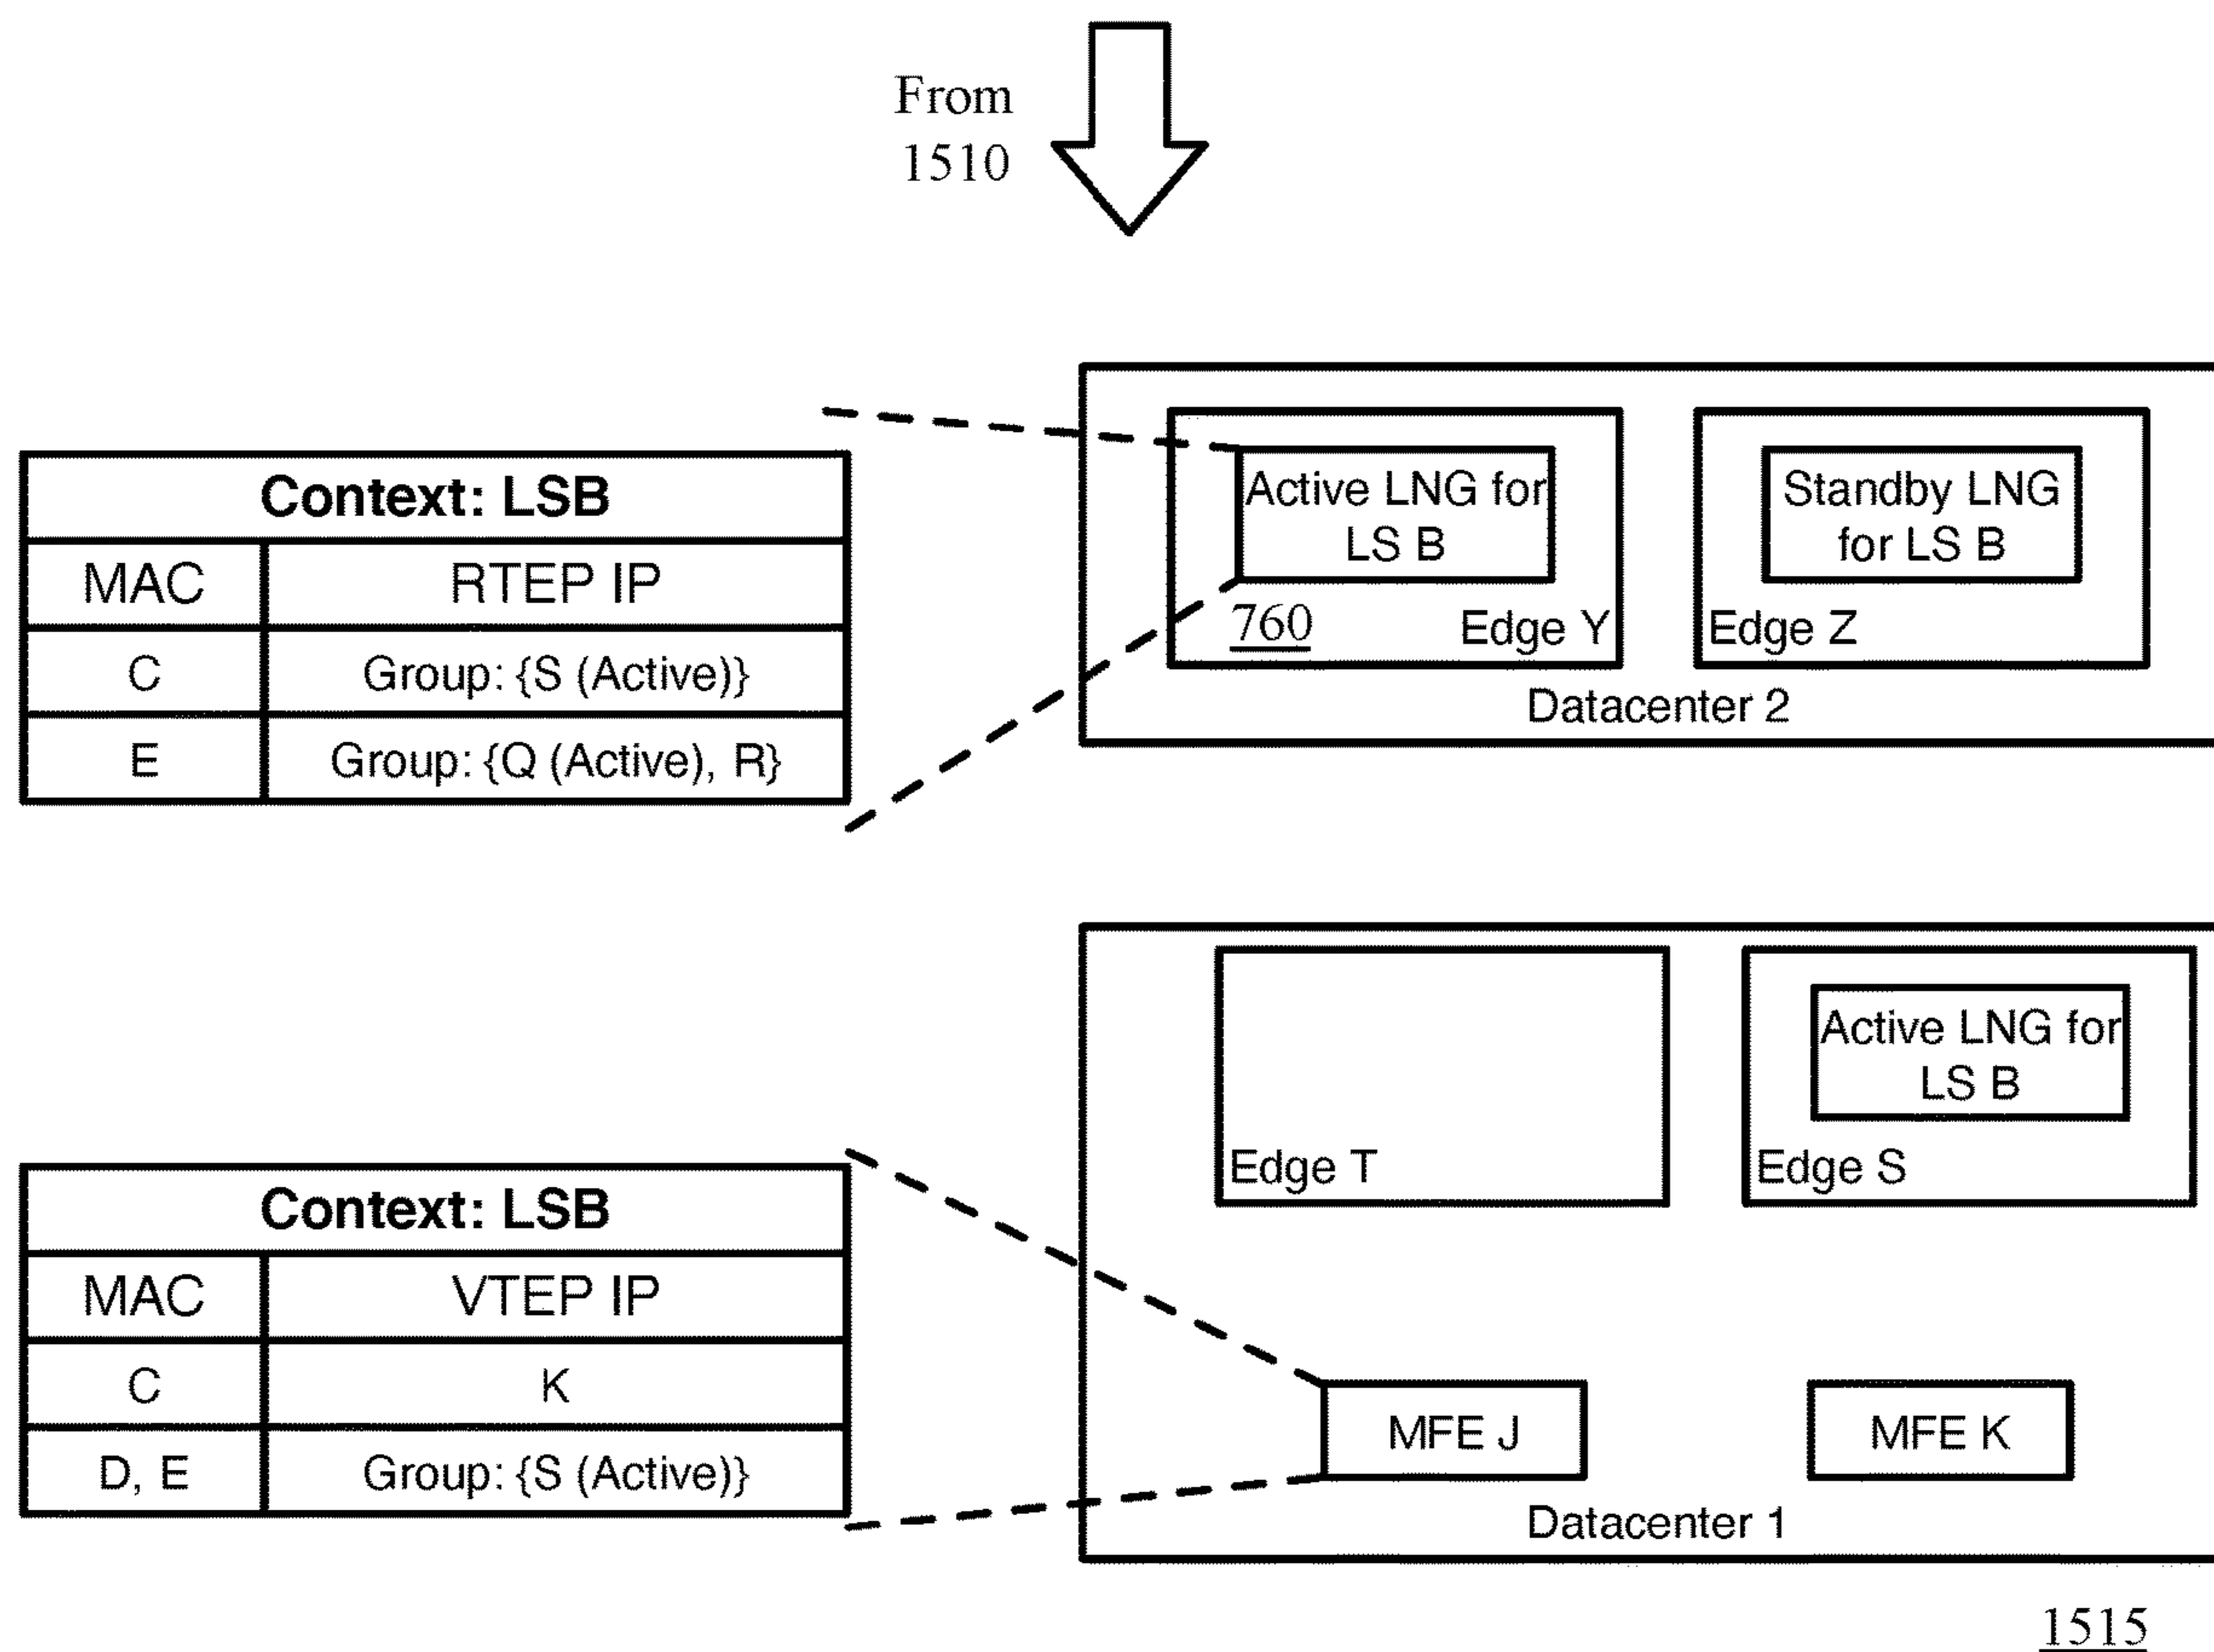 From
1510
Context: LSB
MAC RTEP IP
C Group: {S (Active)}
E Group: {Q (Active), R}
Active LNG for
LS B
760
Edge Y
Standby LNG
for LS B
Edge Z
Datacenter 2
Context: LSB
MAC VTEP IP
C K
D, E Group: {S (Active)}
Edge T
Active LNG for
LS B
Edge S
MFE J
MFE K
Datacenter 1
1515